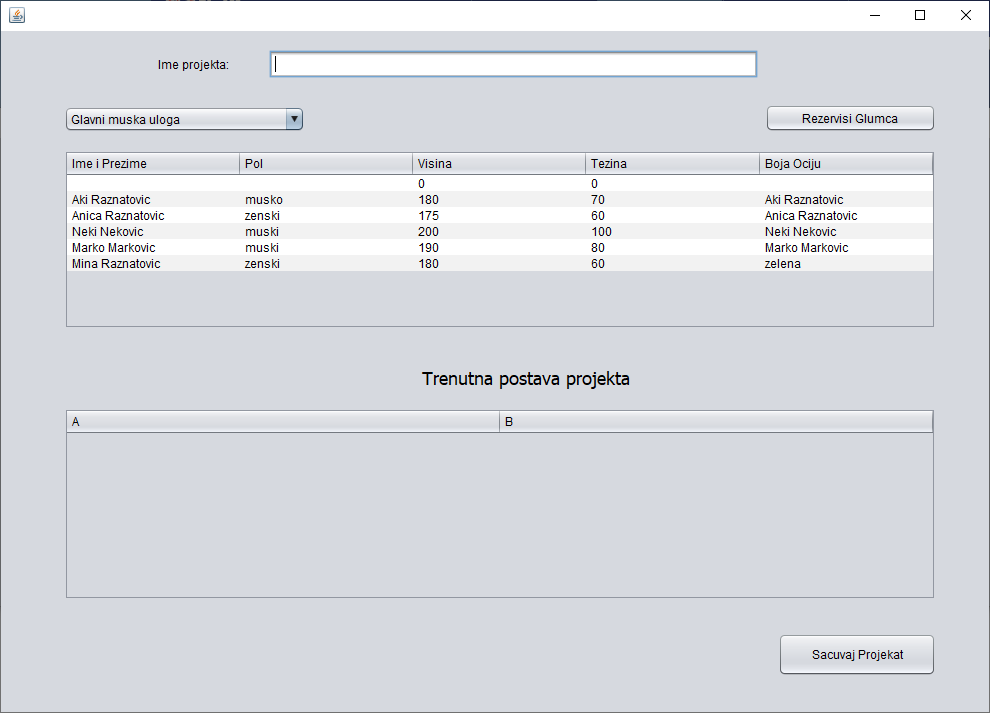 Ime projekta:
Glavni muska uloga
Rezervisi Glumca
Ime i Prezime Pol Visina Tezina Boja Ociju
0 0
Aki Raznatovic musko 180 70 Aki Raznatovic
Anica Raznatovic zenski 175 60 Anica Raznatovic
Neki Nekovic muski 200 100 Neki Nekovic
Marko Markovic muski 190 80 Marko Markovic
Mina Raznatovic zenski 180 60 zelena
Trenutna postava projekta
A B
Sacuvaj Projekat